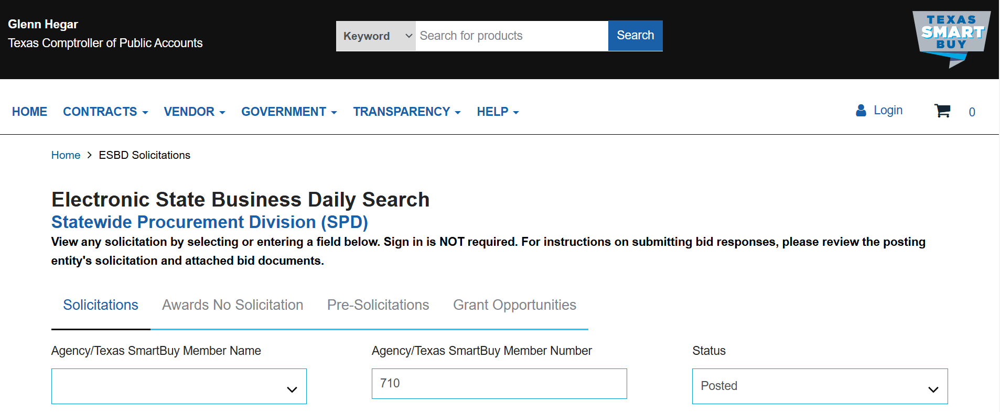 Glenn Hegar
Texas Comptroller of Public Accounts
Keyword Search for products Search
TEXAS
SMART
BUY
HOME CONTRACTS VENDOR GOVERNMENT TRANSPARENCY HELP Login 0
Home ESBD Solicitations
Electronic State Business Daily Search
Statewide Procurement Division (SPD)
View any solicitation by selecting or entering a field below. Sign in is NOT required. For instructions on submitting bid responses, please review the posting
entity's solicitation and attached bid documents.
Solicitations Awards No Solicitation Pre-Solicitations Grant Opportunities
Agency/Texas SmartBuy Member Name Agency/Texas SmartBuy Member Number Status
710 Posted